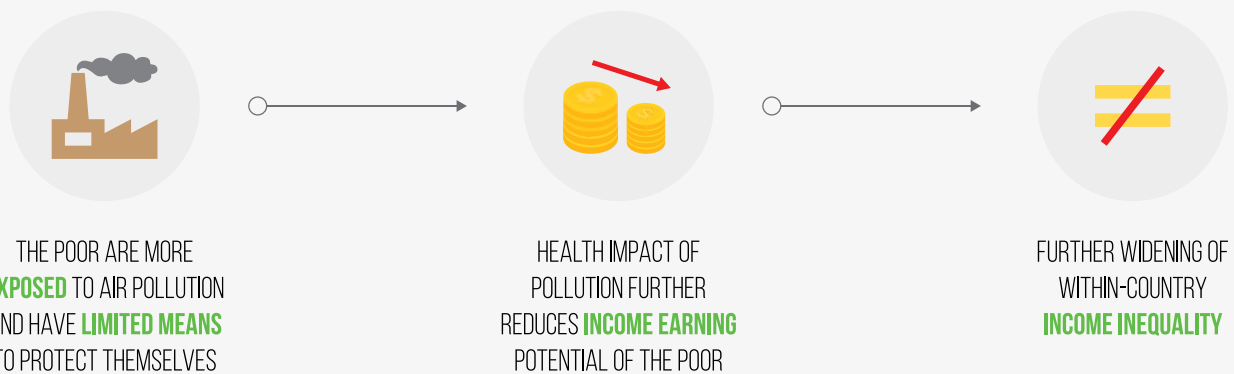 THE POOR ARE MORE
XPOSED TO AIR POLLUTION
ND HAVE LIMITED MEANS
TO PROTECT THEMSELVES
HEALTH IMPACT OF
POLLUTION FURTHER
REDUCES INCOME EARNING
POTENTIAL OF THE POOR
FURTHER WIDENING OF
WITHIN-COUNTRY
INCOME INEQUALITY